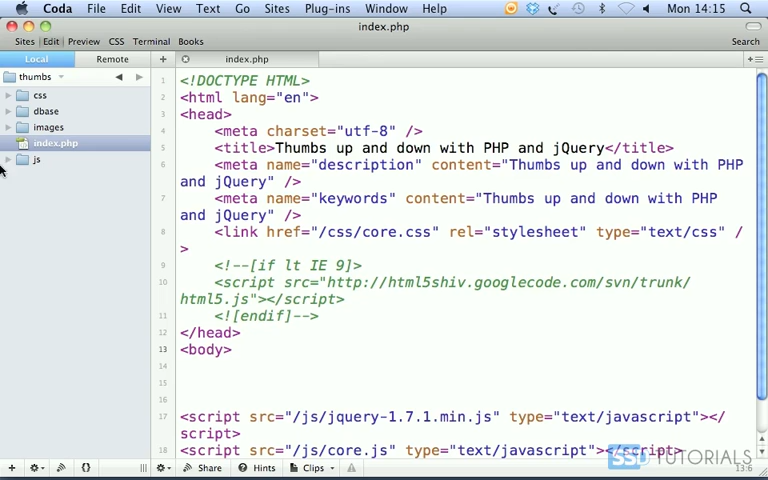 Coda File Edit View Text Go Sites Plug-ins Window Help Mon 14:15
index.php
Sites Edit Preview CSS Terminal Books Search
Local Remote index.php
thumbs
css
dbase
images
index.php
js
1 <!DOCTYPE HTML>
2 <html lang="en">
3 <head>
4 <meta charset="utf-8" />
5 <title>Thumbs up and down with PHP and jQuery</title>
6 <meta name="description" content="Thumbs up and down with PHP
and jQuery" />
7 <meta name="keywords" content="Thumbs up and down with PHP
and jQuery" />
8 <link href="/css/core.css" rel="stylesheet" type="text/css" /
>
9 <!--[if lt IE 9]>
10 <script src="http://html5shiv.googlecode.com/svn/trunk/
html5.js"></script>
11 <![endif]-->
12 </head>
13 <body>
14
15
16
17 <script src="/js/jquery-1.7.1.min.js" type="text/javascript"></
script>
18 <script src="/js/core.js" type="text/javascript"></script>
Share Hints Clips 13:6
SSDTUTORIALS